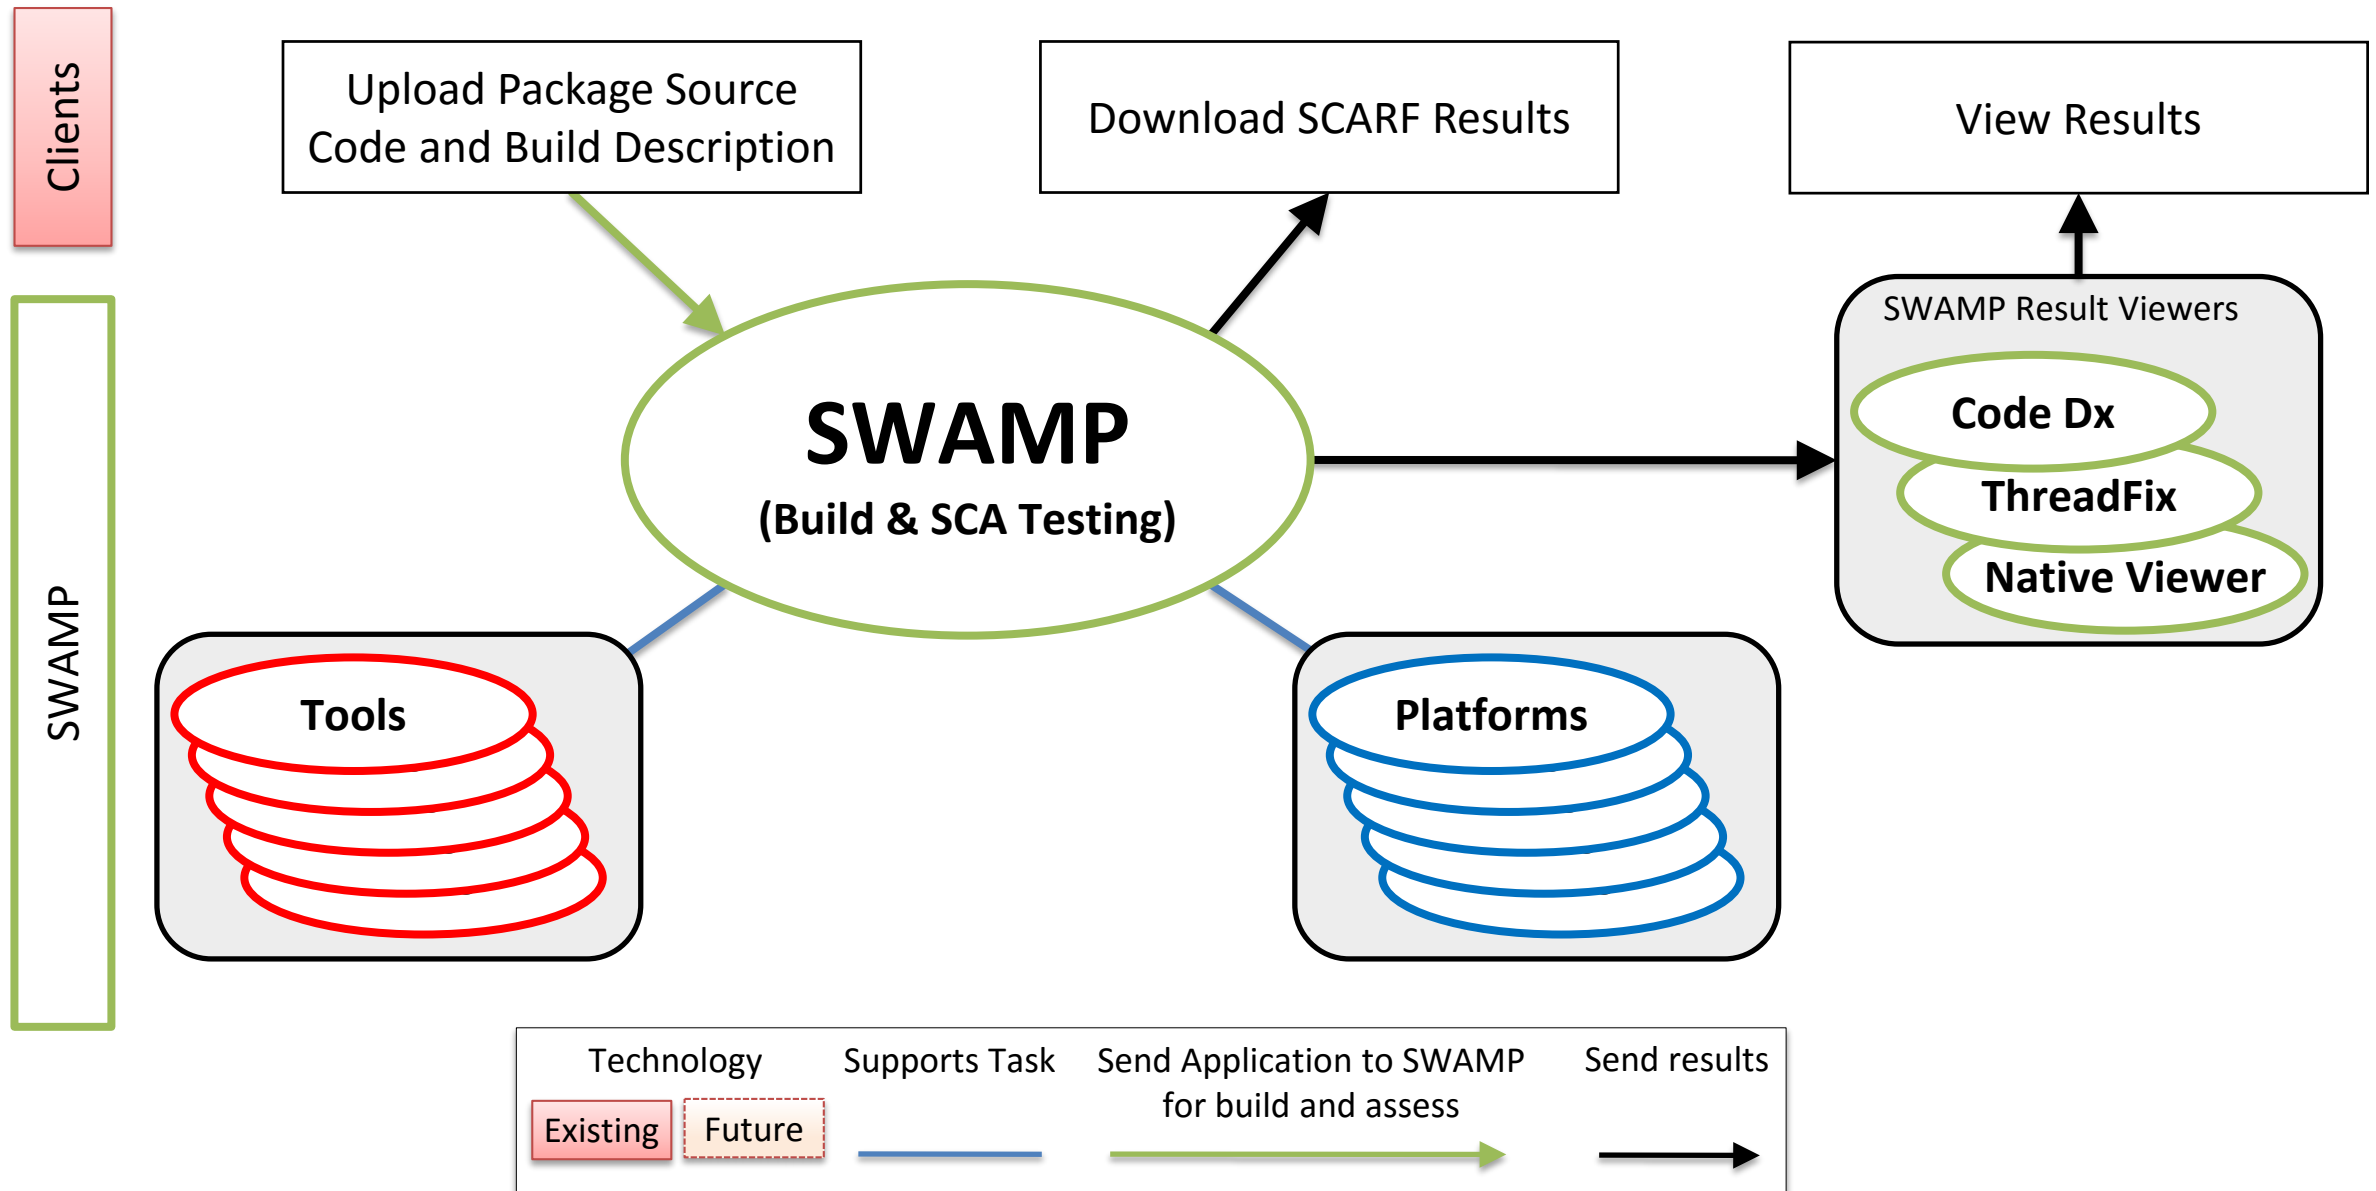 Clients
Upload Package Source
Code and Build Description
Download SCARF Results
View Results
SWAMP
SWAMP
(Build & SCA Testing)
SWAMP Result Viewers
Code Dx
ThreadFix
Native Viewer
Tools
Platforms
Technology
Existing
Future
Supports Task
Send Application to SWAMP
for build and assess
Send results